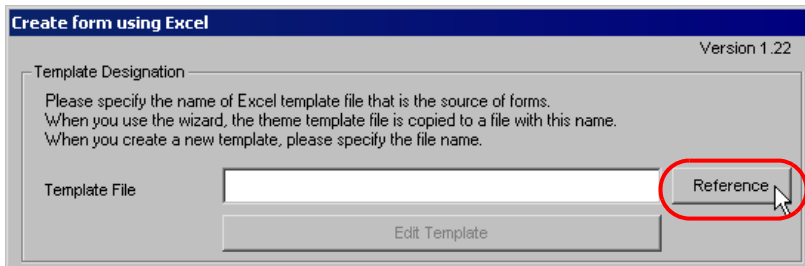 Create form using Excel
Version 1.22
Template Designation
Please specify the name of Excel template file that is the source of forms.
When you use the wizard, the theme template file is copied to a file with this name.
When you create a new template, please specify the file name.
Template File
Reference
Edit Template